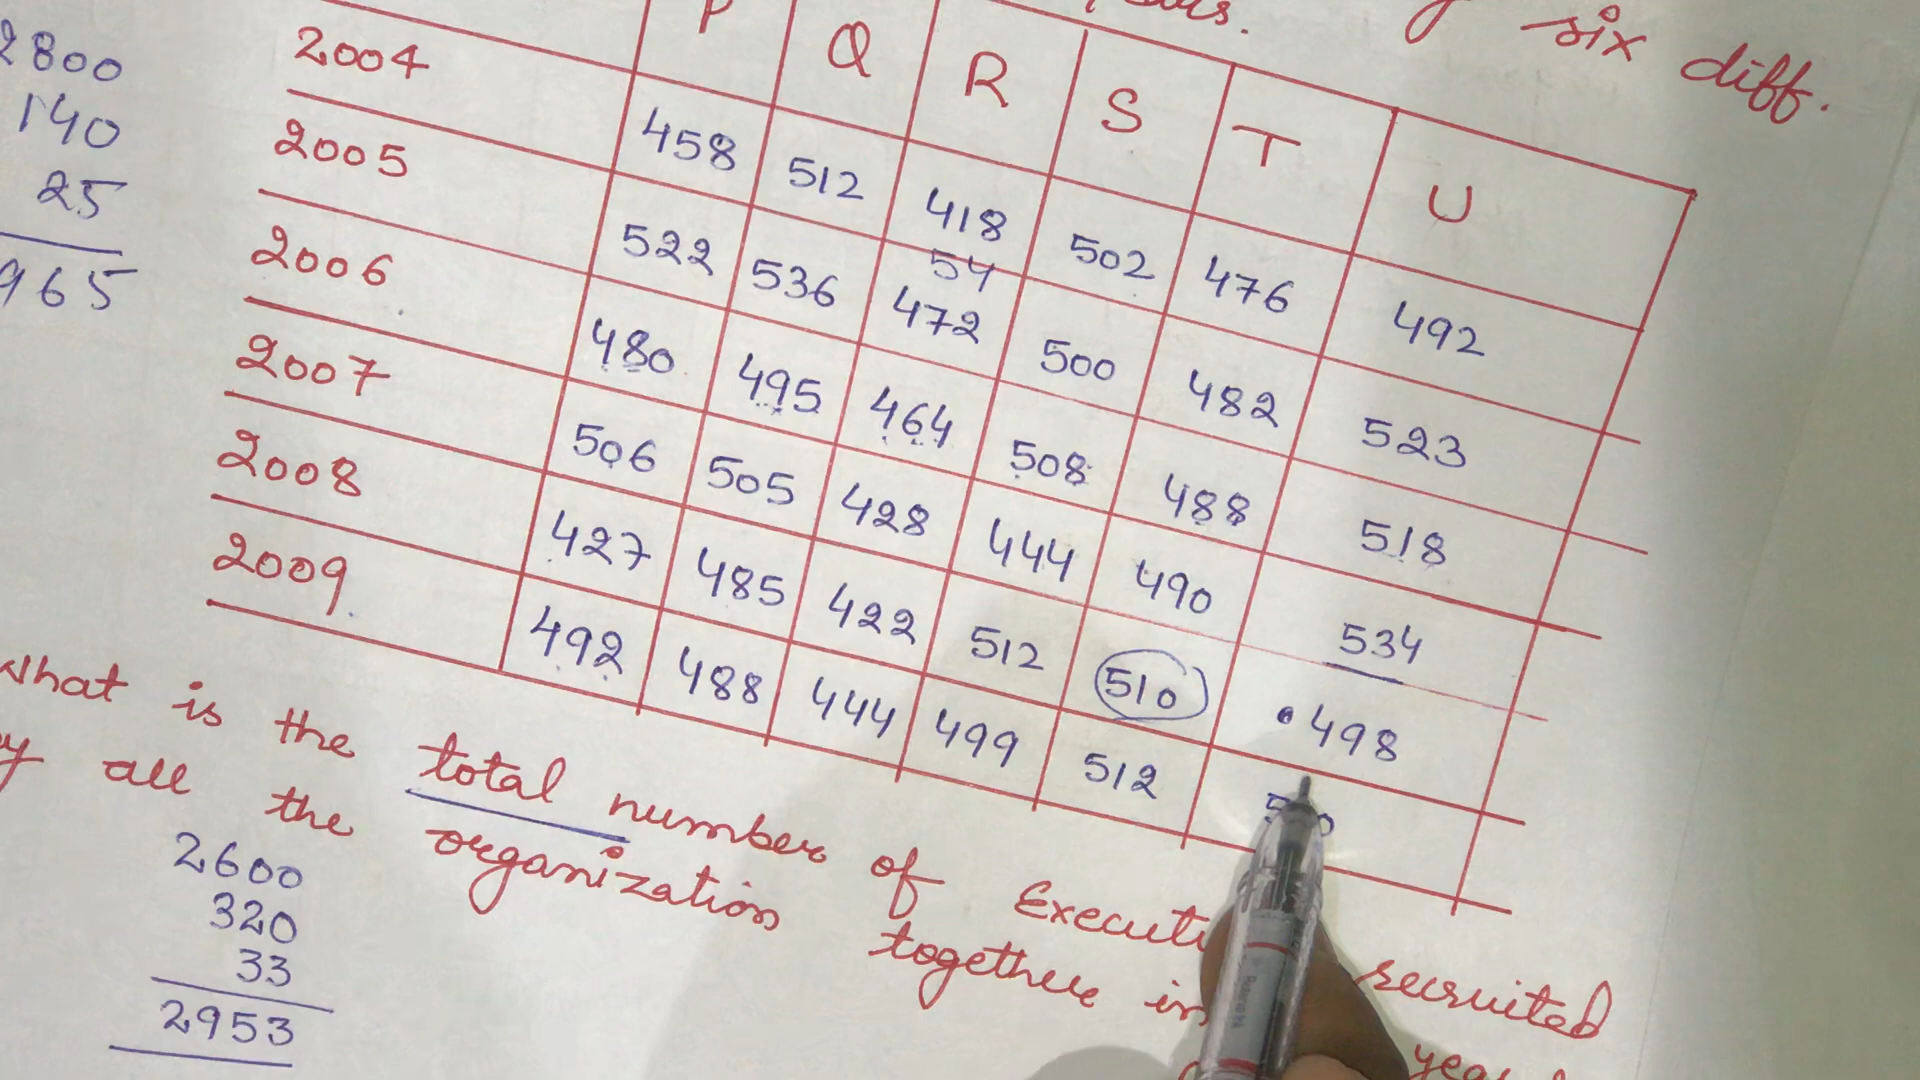 six diff.
P Q R S T U
2004 458 512 418 502 476 492
54
2005 522 536 472 500 482 523
2006 480 495 464 508 488 518
2007 506 505 428 444 490 534
2008 427 485 422 512 510 498
2009 492 488 444 499 512
2800
140
25
965
What is the total number of recruited
all the organization together in
2600
320
33
2953